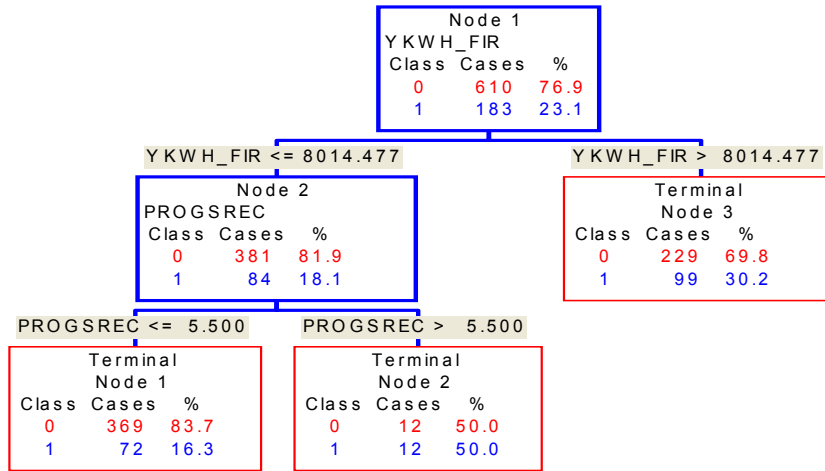 Node 1
YKWH_FIR
Class Cases %
0 610 76.9
1 183 23.1
YKWH_FIR <= 8014.477
YKWH_FIR > 8014.477
Node 2
PROGSREC
Class Cases %
0 381 81.9
1 84 18.1
Terminal
Node 3
Class Cases %
0 229 69.8
1 99 30.2
PROGSREC <= 5.500
PROGSREC > 5.500
Terminal
Node 1
Class Cases %
0 369 83.7
1 72 16.3
Terminal
Node 2
Class Cases %
0 12 50.0
1 12 50.0